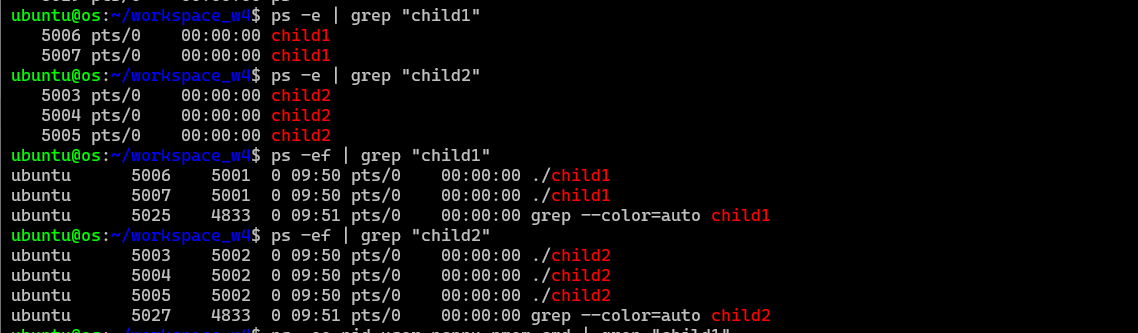 ubuntu@os:~/workspace_w4$ ps -e | grep "child1"
   5006 pts/0    00:00:00 child1
   5007 pts/0    00:00:00 child1
ubuntu@os:~/workspace_w4$ ps -e | grep "child2"
   5003 pts/0    00:00:00 child2
   5004 pts/0    00:00:00 child2
   5005 pts/0    00:00:00 child2
ubuntu@os:~/workspace_w4$ ps -ef | grep "child1"
ubuntu      5006    5001  0 09:50 pts/0    00:00:00 ./child1
ubuntu      5007    5001  0 09:50 pts/0    00:00:00 ./child1
ubuntu      5025    4833  0 09:51 pts/0    00:00:00 grep --color=auto child1
ubuntu@os:~/workspace_w4$ ps -ef | grep "child2"
ubuntu      5003    5002  0 09:50 pts/0    00:00:00 ./child2
ubuntu      5004    5002  0 09:50 pts/0    00:00:00 ./child2
ubuntu      5005    5002  0 09:50 pts/0    00:00:00 ./child2
ubuntu      5027    4833  0 09:51 pts/0    00:00:00 grep --color=auto child2